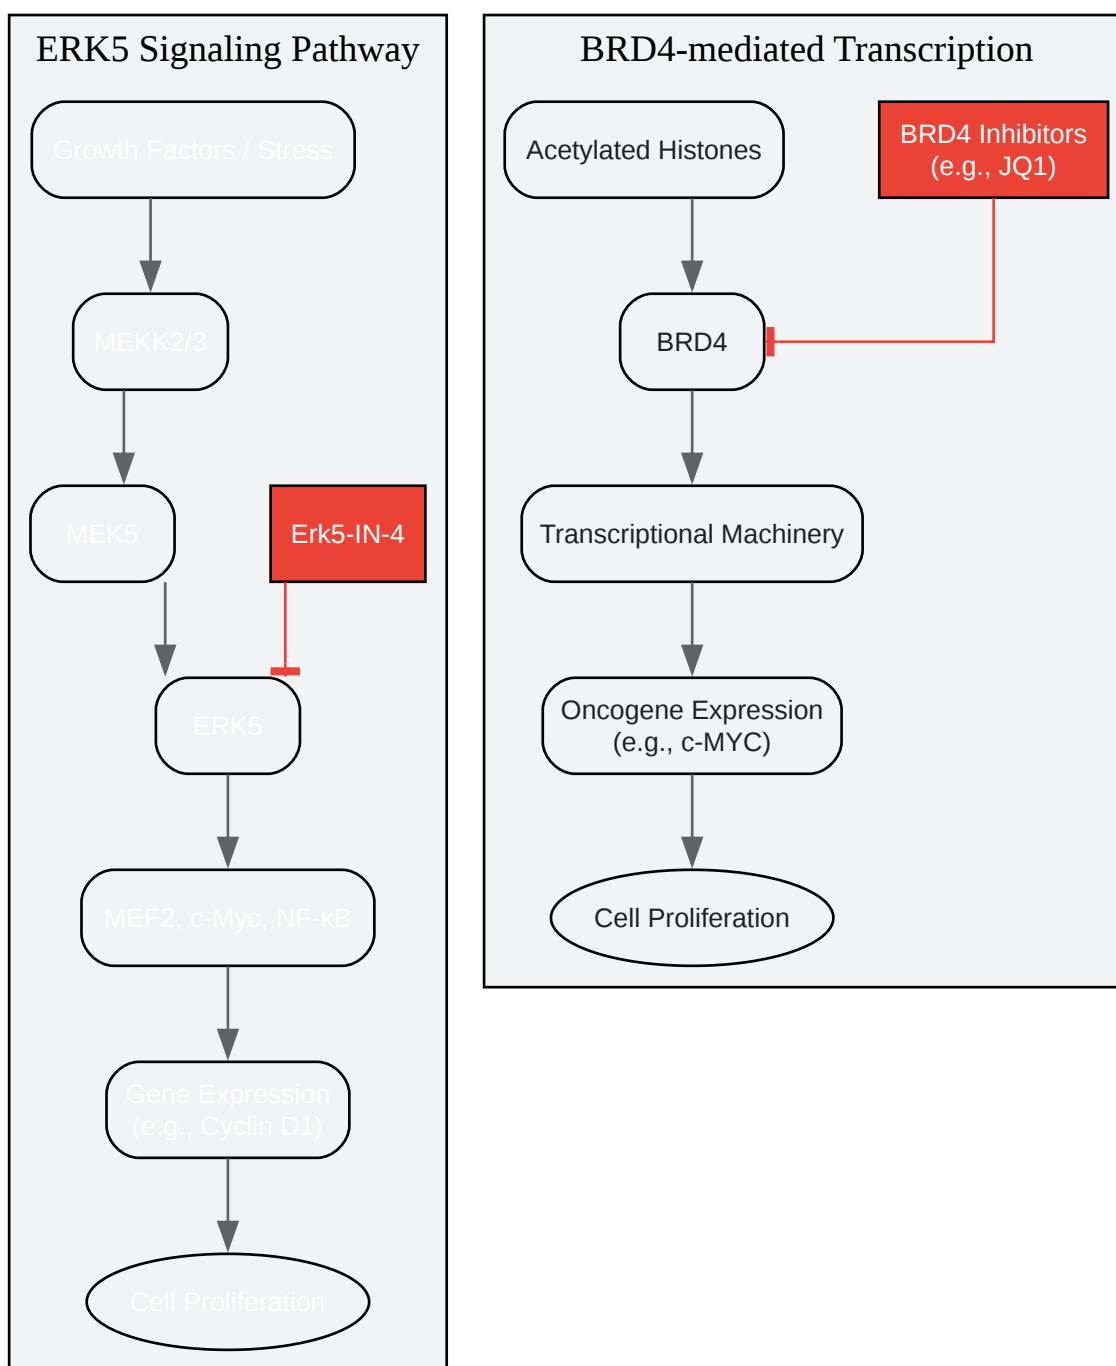 ERK5 Signaling Pathway
Growth Factors / Stress
MEKK2/3
MEK5
Erk5-IN-4
ERK5
MEF2, c-Myc, NF-κB
Gene Expression
(e.g., Cyclin D1)
Cell Proliferation
BRD4-mediated Transcription
Acetylated Histones
BRD4 Inhibitors
(e.g., JQ1)
BRD4
Transcriptional Machinery
Oncogene Expression
(e.g., c-MYC)
Cell Proliferation